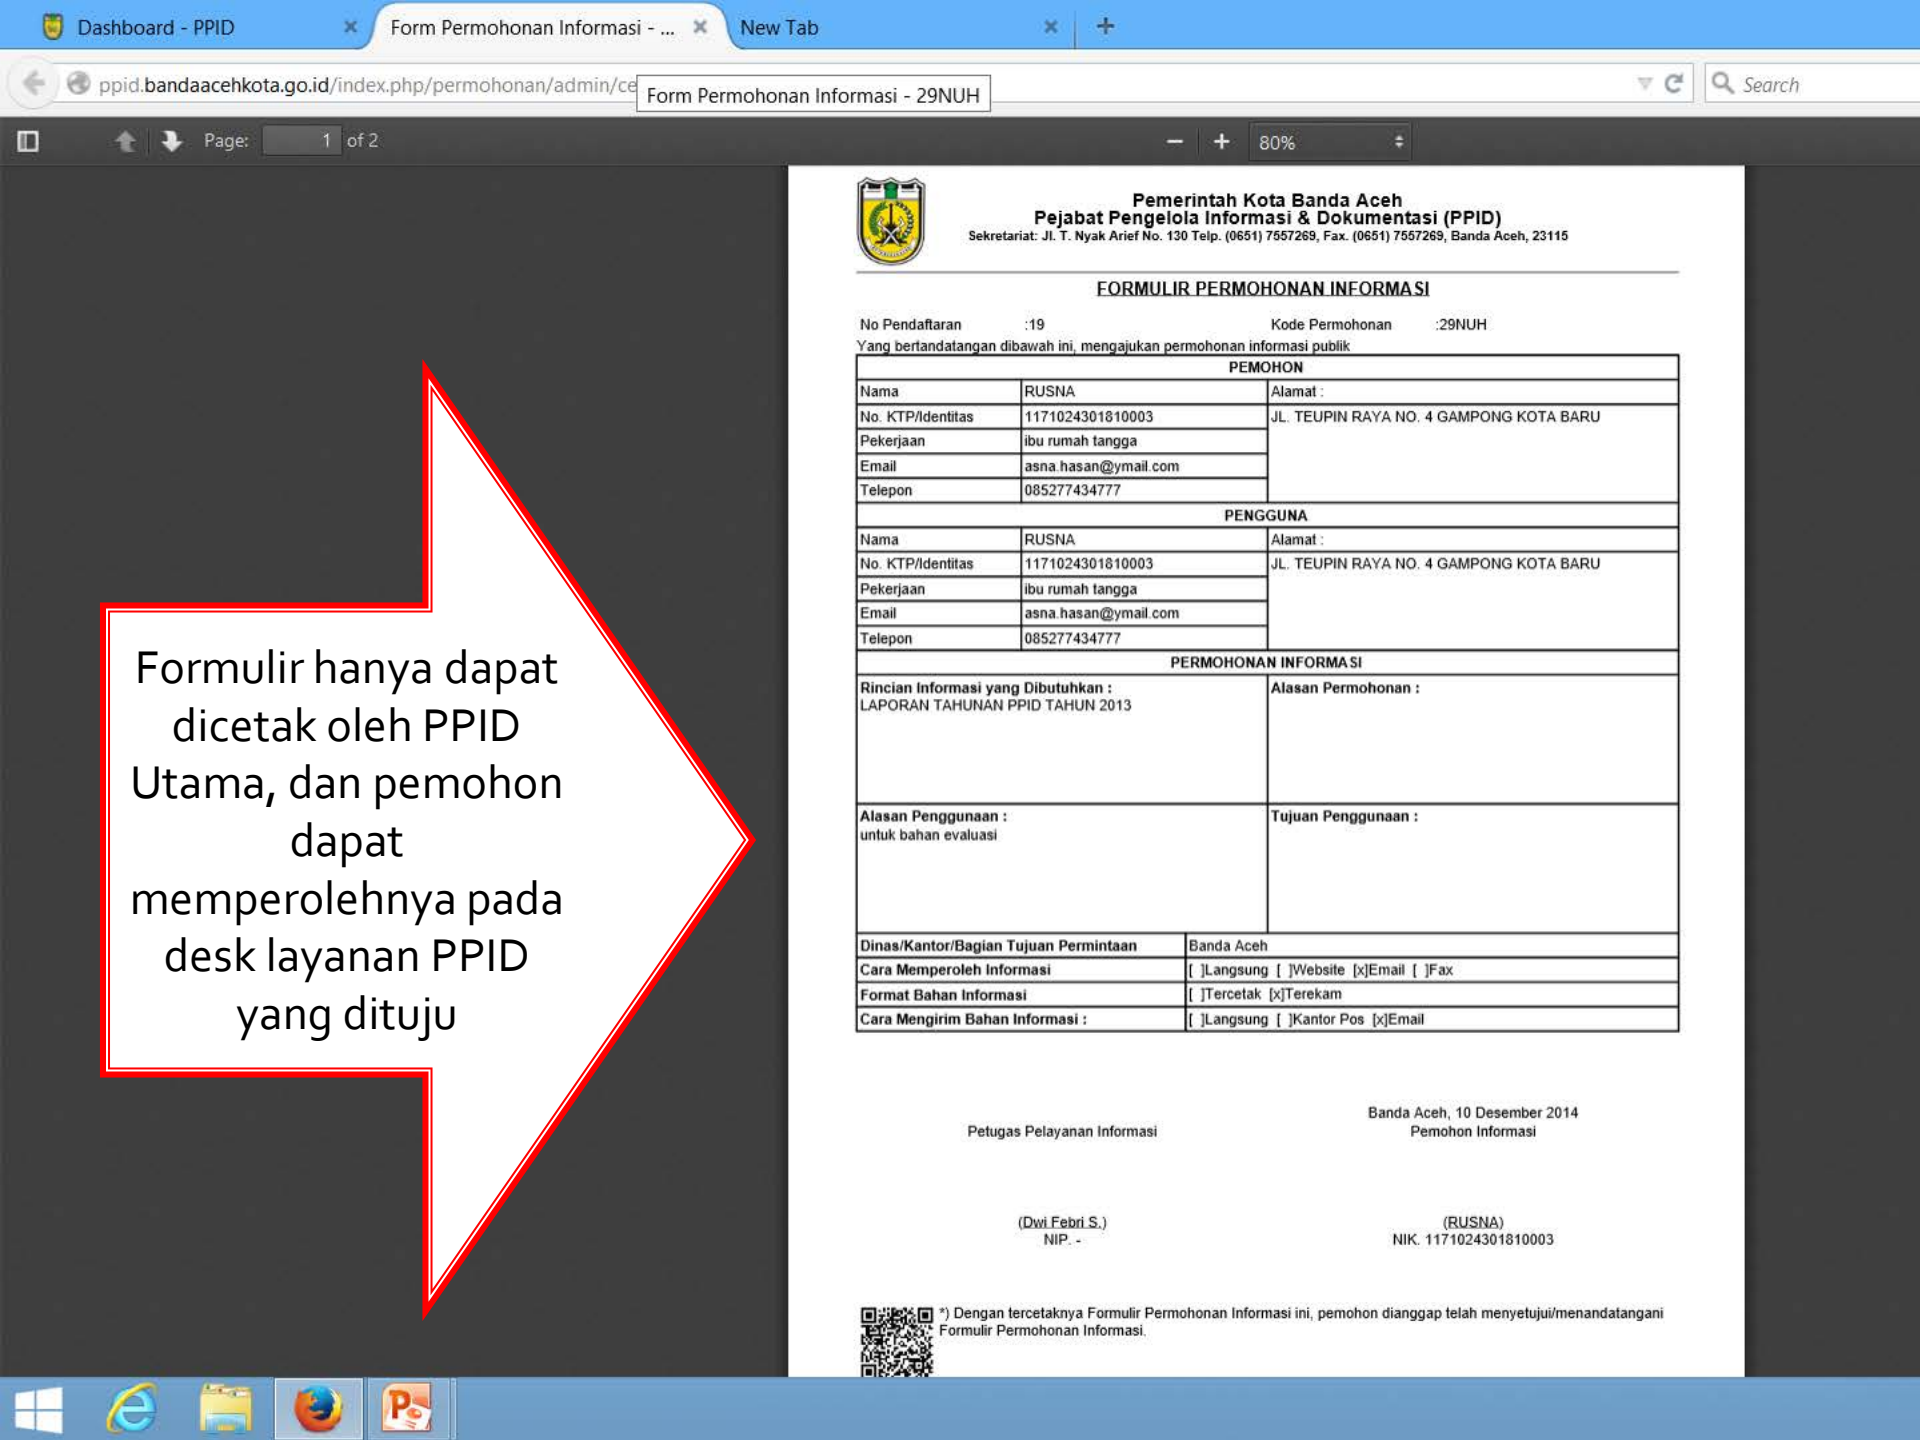 Dashboard - PPID
Form Permohonan Informasi - ...
New Tab
ppid.bandaacehkota.go.id/index.php/permohonan/admin/ce
Form Permohonan Informasi - 29NUH
Search
Page: 1 of 2
80%
Formulir hanya dapat
dicetak oleh PPID
Utama, dan pemohon
dapat
memperolehnya pada
desk layanan PPID
yang dituju
Pemerintah Kota Banda Aceh
Pejabat Pengelola Informasi & Dokumentasi (PPID)
Sekretariat: Jl. T. Nyak Arief No. 130 Telp. (0651) 7557269, Fax. (0651) 7557269, Banda Aceh, 23115
FORMULIR PERMOHONAN INFORMASI
No Pendaftaran :19 Kode Permohonan :29NUH
Yang bertandatangan dibawah ini, mengajukan permohonan informasi publik
PEMOHON
Nama RUSNA Alamat :
No. KTP/Identitas 1171024301810003 JL. TEUPIN RAYA NO. 4 GAMPONG KOTA BARU
Pekerjaan ibu rumah tangga
Email asna.hasan@ymail.com
Telepon 085277434777
PENGGUNA
Nama RUSNA Alamat :
No. KTP/Identitas 1171024301810003 JL. TEUPIN RAYA NO. 4 GAMPONG KOTA BARU
Pekerjaan ibu rumah tangga
Email asna.hasan@ymail.com
Telepon 085277434777
PERMOHONAN INFORMASI
Rincian Informasi yang Dibutuhkan : Alasan Permohonan :
LAPORAN TAHUNAN PPID TAHUN 2013
Alasan Penggunaan : Tujuan Penggunaan :
untuk bahan evaluasi
Dinas/Kantor/Bagian Tujuan Permintaan Banda Aceh
Cara Memperoleh Informasi [ ]Langsung [ ]Website [x]Email [ ]Fax
Format Bahan Informasi [ ]Tercetak [x]Terekam
Cara Mengirim Bahan Informasi : [ ]Langsung [ ]Kantor Pos [x]Email
Banda Aceh, 10 Desember 2014
Petugas Pelayanan Informasi Pemohon Informasi
(Dwi Febri S.) (RUSNA)
NIP. - NIK. 1171024301810003
*) Dengan tercetaknya Formulir Permohonan Informasi ini, pemohon dianggap telah menyetujui/menandatangani
Formulir Permohonan Informasi.